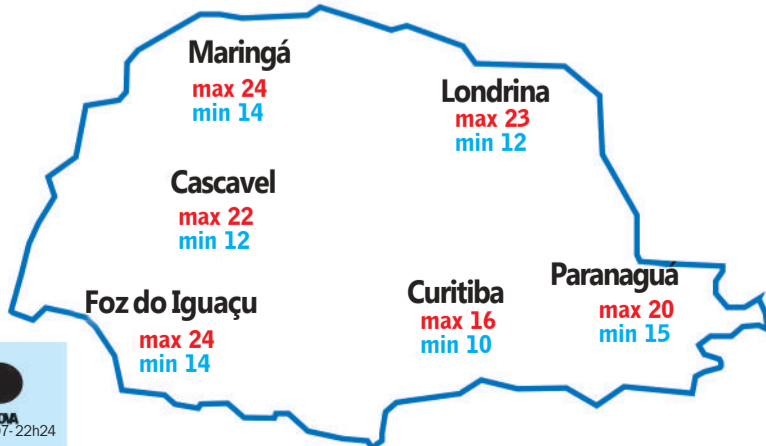 Maringá
max 24
min 14
Londrina
max 23
min 12
Cascavel
max 22
min 12
Foz do Iguaçu
max 24
min 14
Curitiba
max 16
min 10
Paranaguá
max 20
min 15
22h24